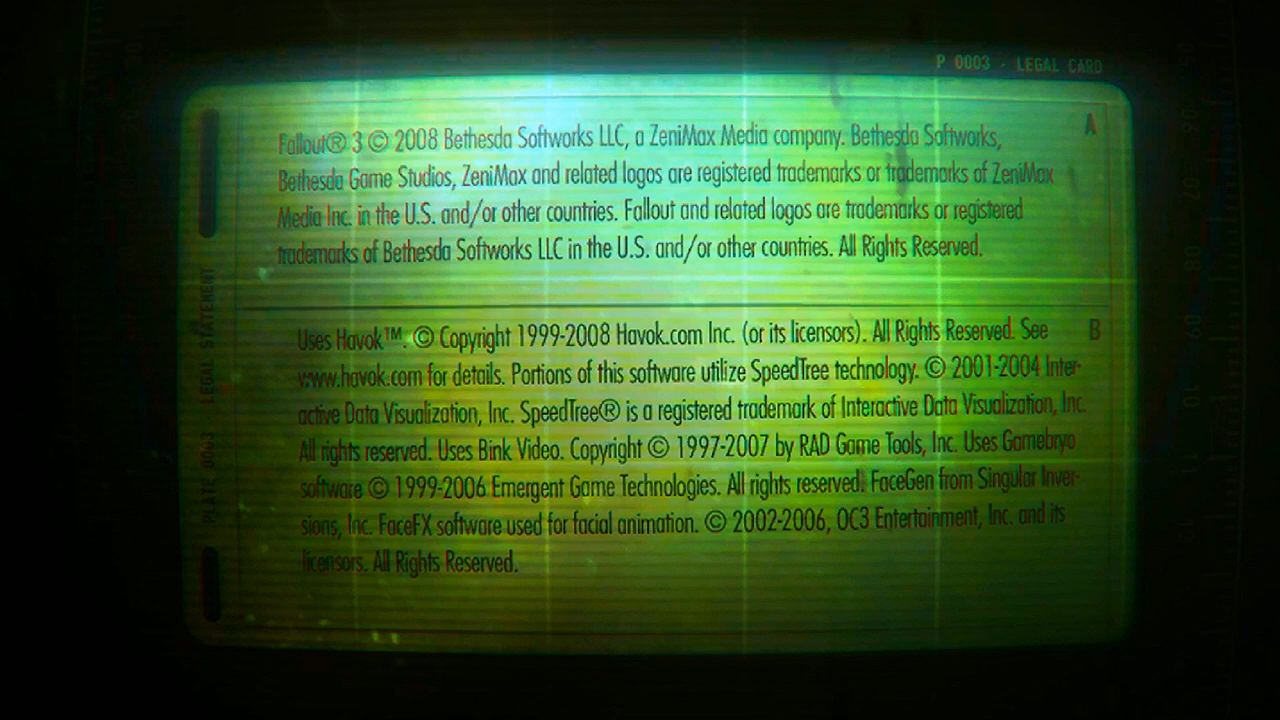 P 0003 - LEGAL CARD
A
Fallout® 3 © 2008 Bethesda Softworks LLC, a ZeniMax Media company. Bethesda Softworks,
Bethesda Game Studios, ZeniMax and related logos are registered trademarks or trademarks of ZeniMax
Media Inc. in the U.S. and/or other countries. Fallout and related logos are trademarks or registered
trademarks of Bethesda Softworks LLC in the U.S. and/or other countries. All Rights Reserved.
PLATE 0003 - LEGAL STATEMENT
B
Uses Havok™. © Copyright 1999-2008 Havok.com Inc. (or its licensors). All Rights Reserved. See
www.havok.com for details. Portions of this software utilize SpeedTree technology. © 2001-2004 Inter-
active Data Visualization, Inc. SpeedTree® is a registered trademark of Interactive Data Visualization, Inc.
All rights reserved. Uses Bink Video. Copyright © 1997-2007 by RAD Game Tools, Inc. Uses Gamebryo
software © 1999-2006 Emergent Game Technologies. All rights reserved. FaceGen from Singular Inver-
sions, Inc. FaceFX software used for facial animation. © 2002-2006, OC3 Entertainment, Inc. and its
licensors. All Rights Reserved.